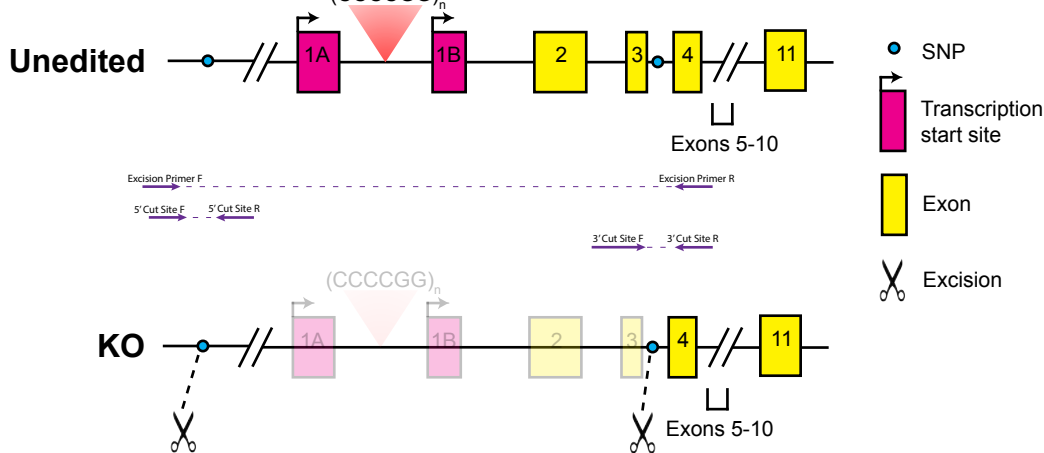 Unedited
1A
1B
2
3
4
11
Exons 5-10
SNP
Transcription
start site
Exon
Excision
Excision Primer F
Excision Primer R
5' Cut Site F
5' Cut Site R
3' Cut Site F
3' Cut Site R
(CCCCGG)n
KO
1A
1B
2
3
4
11
Exons 5-10